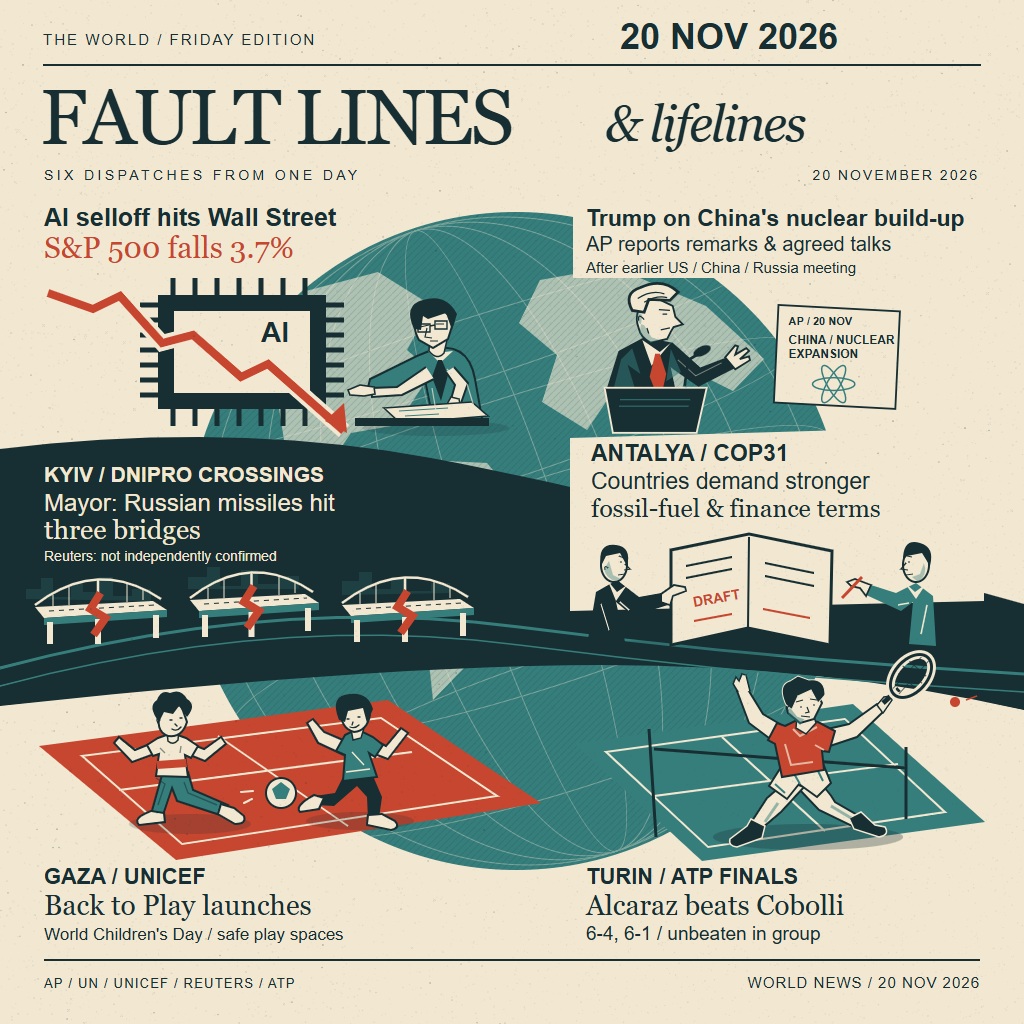 THE WORLD / FRIDAY EDITION
20 NOV 2026
FAULT LINES & lifelines
SIX DISPATCHES FROM ONE DAY
20 NOVEMBER 2026
AI selloff hits Wall Street
S&P 500 falls 3.7%
AI
Trump on China's nuclear build-up
AP reports remarks & agreed talks
After earlier US / China / Russia meeting
AP / 20 NOV
CHINA / NUCLEAR
EXPANSION
KYIV / DNIPRO CROSSINGS
Mayor: Russian missiles hit
three bridges
Reuters: not independently confirmed
ANTALYA / COP31
Countries demand stronger
fossil-fuel & finance terms
DRAFT
GAZA / UNICEF
Back to Play launches
World Children's Day / safe play spaces
TURIN / ATP FINALS
Alcaraz beats Cobolli
6-4, 6-1 / unbeaten in group
AP / UN / UNICEF / REUTERS / ATP
WORLD NEWS / 20 NOV 2026